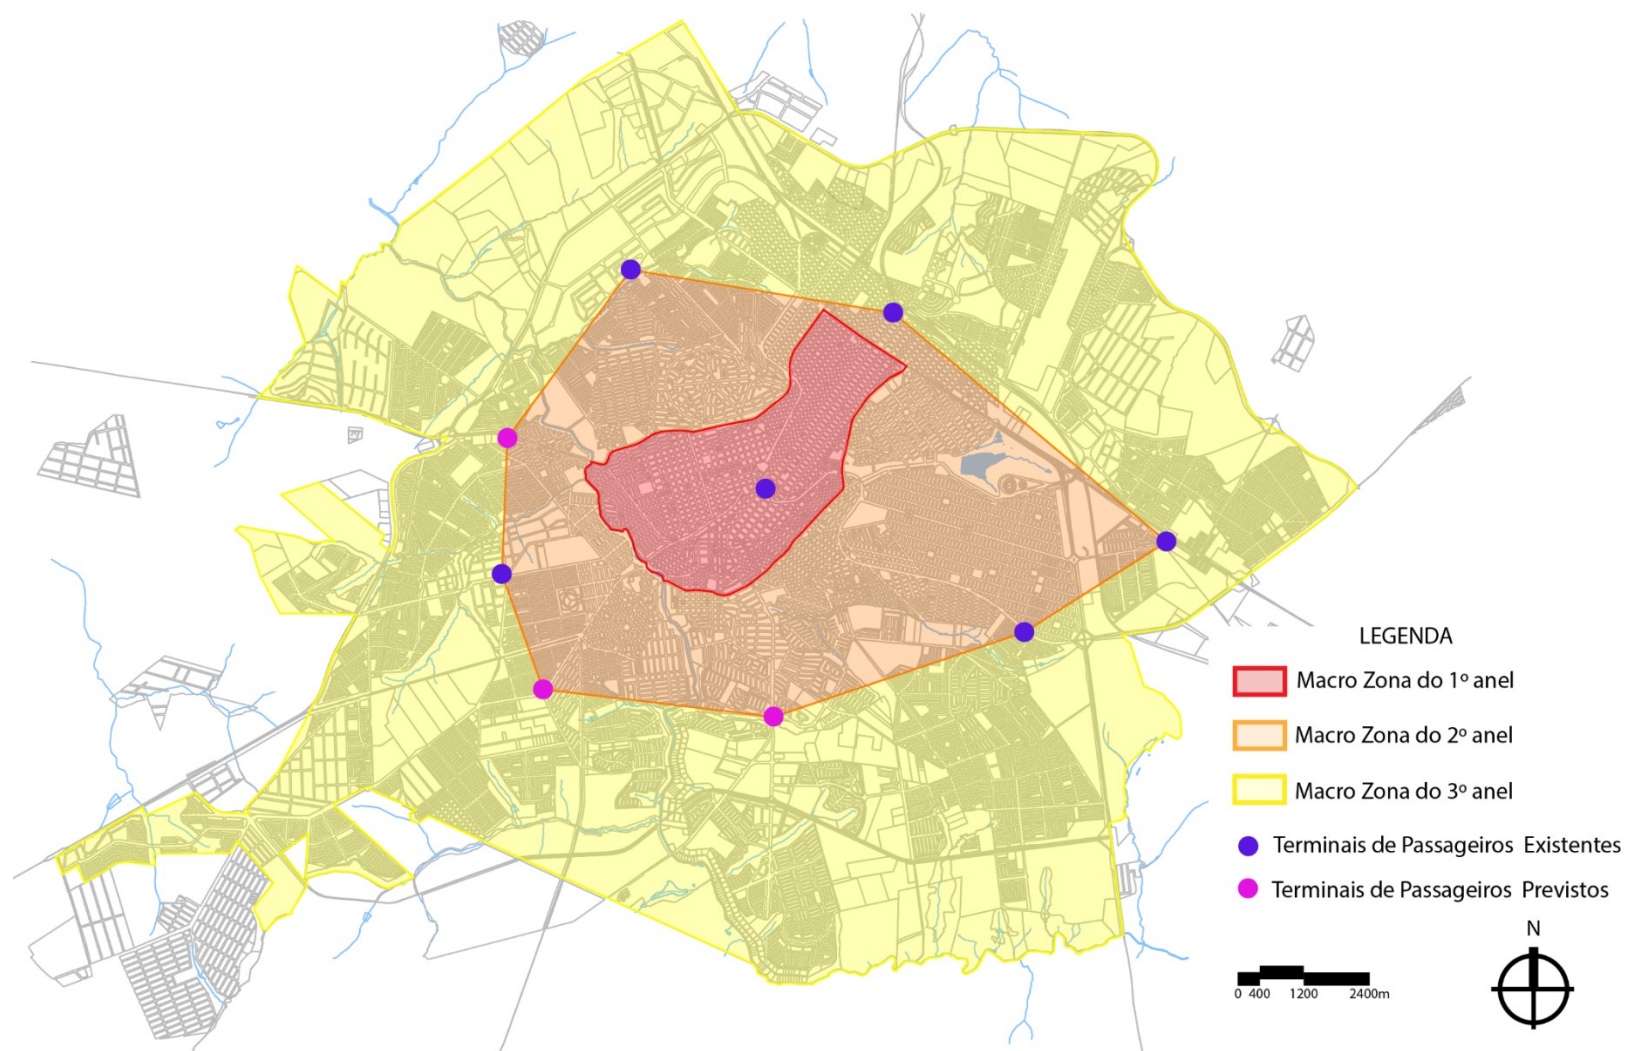 LEGENDA
Macro Zona do 1º anel
Macro Zona do 2º anel
Macro Zona do 3º anel
Terminais de Passageiros Existentes
Terminais de Passageiros Previstos
N
0 400 1200 2400m